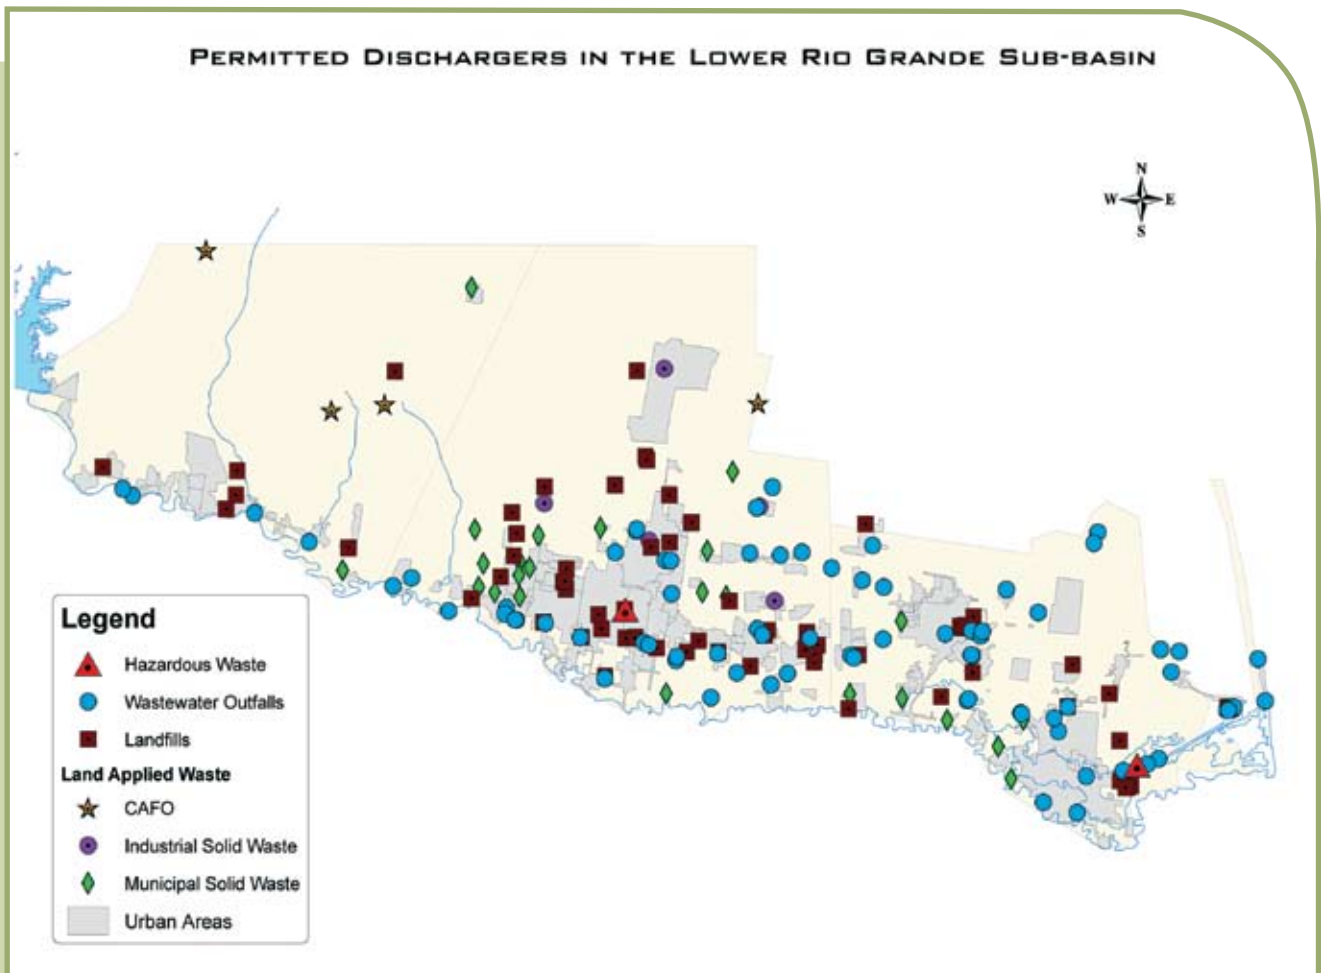 Permitted Dischargers in the Lower Rio Grande Sub-basin
N
W E
S
Legend
Hazardous Waste
Wastewater Outfalls
Landfills
Land Applied Waste
CAFO
Industrial Solid Waste
Municipal Solid Waste
Urban Areas